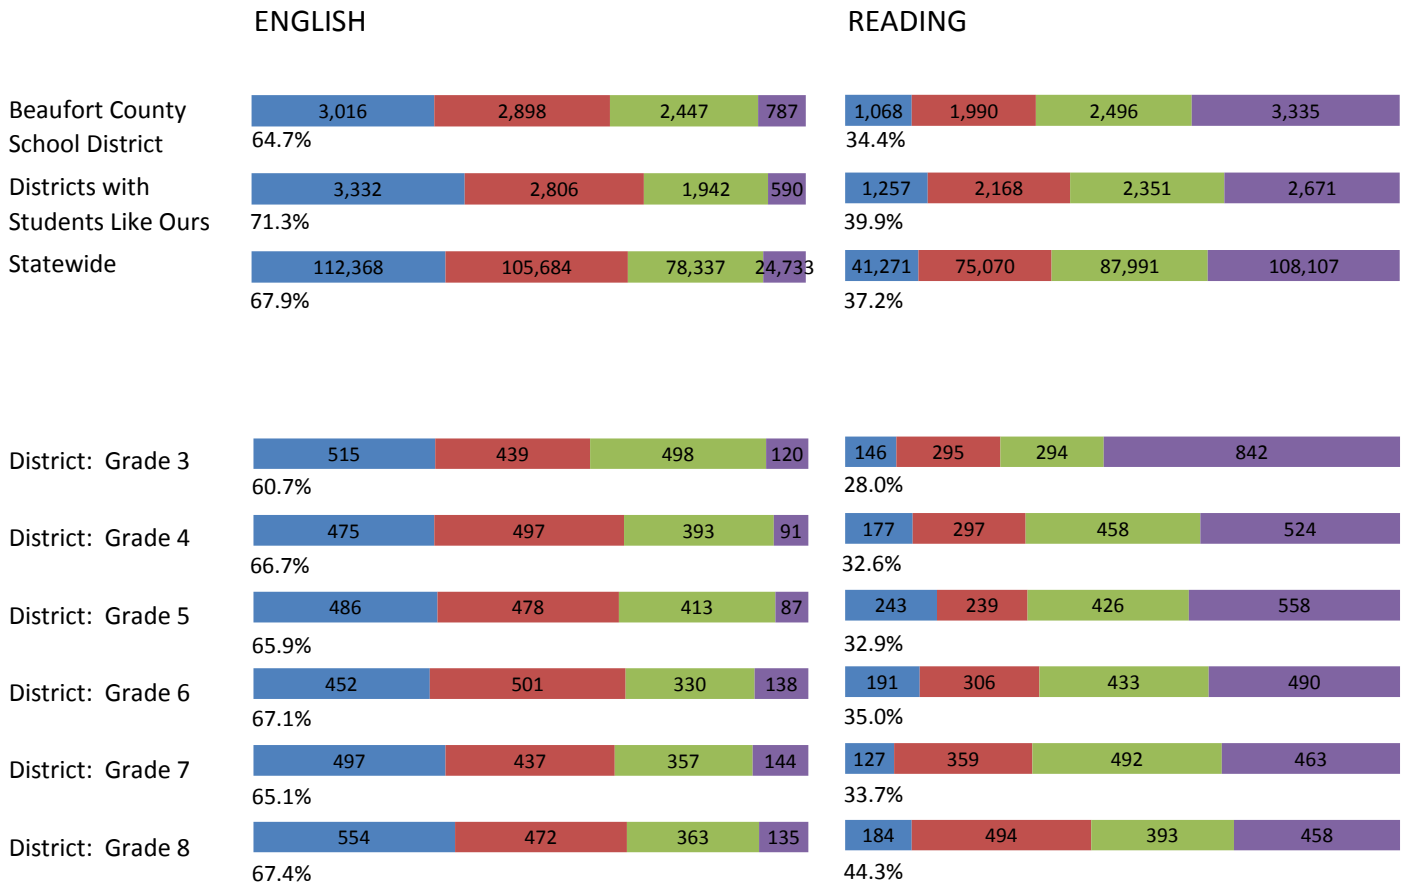 ENGLISH READING
Beaufort County 3,016 2,898 2,447 787 1,068 1,990 2,496 3,335
School District 64.7% 34.4%
Districts with 3,332 2,806 1,942 590 1,257 2,168 2,351 2,671
Students Like Ours 71.3% 39.9%
Statewide 112,368 105,684 78,337 24,733 41,271 75,070 87,991 108,107
67.9% 37.2%
District: Grade 3 515 439 498 120 146 295 294 842
60.7% 28.0%
District: Grade 4 475 497 393 91 177 297 458 524
66.7% 32.6%
District: Grade 5 486 478 413 87 243 239 426 558
65.9% 32.9%
District: Grade 6 452 501 330 138 191 306 433 490
67.1% 35.0%
District: Grade 7 497 437 357 144 127 359 492 463
65.1% 33.7%
District: Grade 8 554 472 363 135 184 494 393 458
67.4% 44.3%